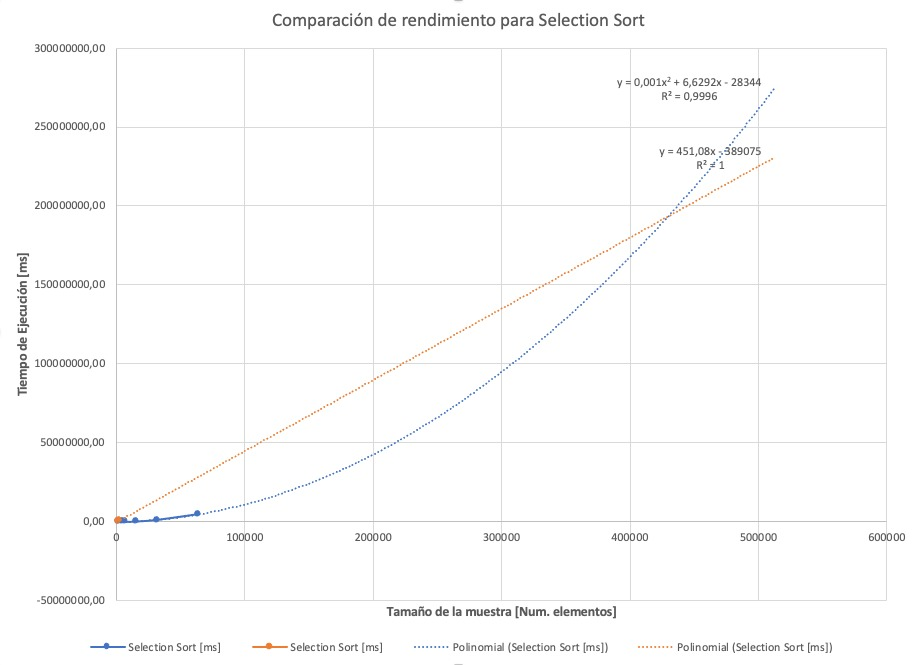 Comparación de rendimiento para Selection Sort
300000000,00
250000000,00
200000000,00
150000000,00
100000000,00
50000000,00
0,00
-50000000,00
Tiempo de Ejecución [ms]
y = 0,001x² + 6,6292x - 28344
R² = 0,9996
y = 451,08x - 389075
R² = 1
0 100000 200000 300000 400000 500000 600000
Tamaño de la muestra [Num. elementos]
Selection Sort [ms] Selection Sort [ms] Polinomial (Selection Sort [ms]) Polinomial (Selection Sort [ms])